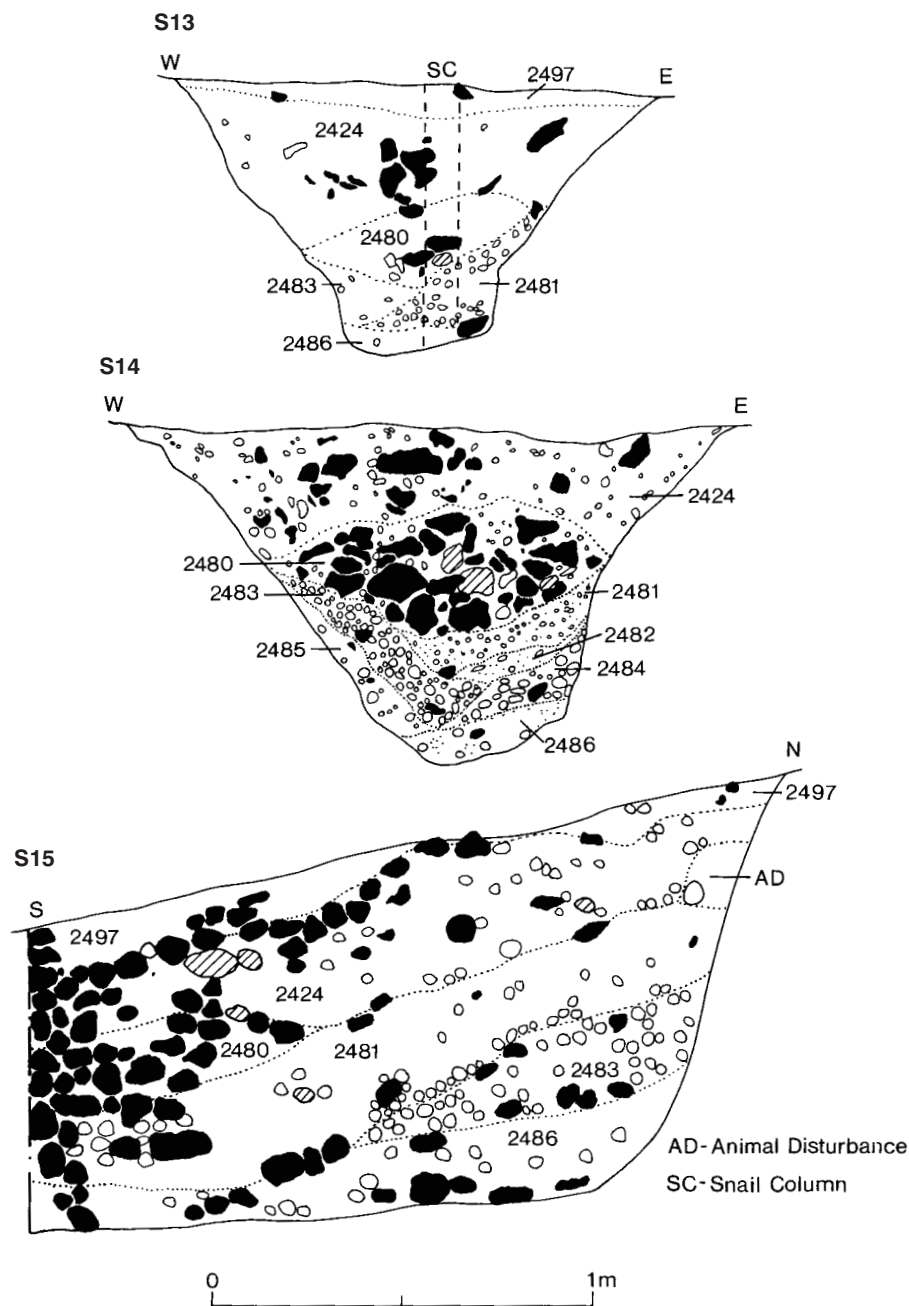 S13
W SC 2497 E
2424
2480
2483 2481
2486
S14
W E
2424
2480
2483 2481
2482
2485 2484
2486
N
2497
S15
AD
S
2497
2424
2480 2481
2483
2486
AD-Animal Disturbance
SC-Snail Column
0 1m